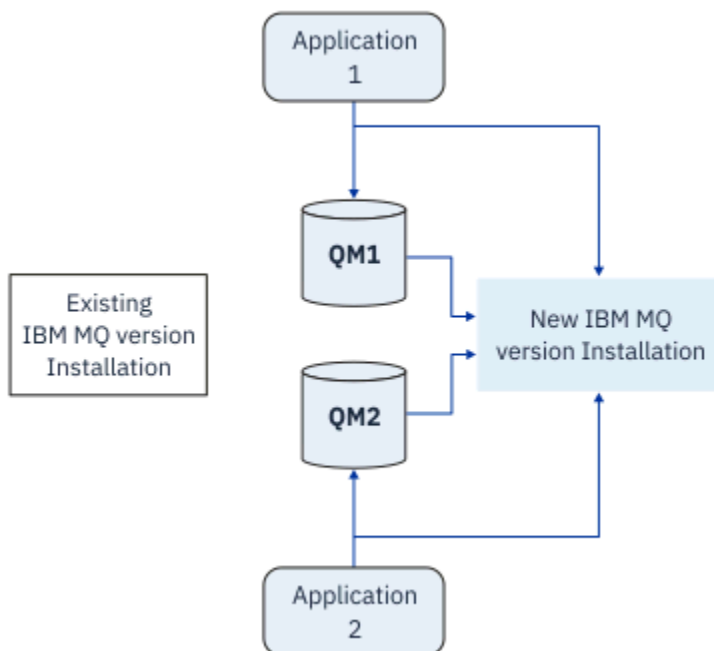 Application
1
QM1
Existing
IBM MQ version
Installation
New IBM MQ
version Installation
QM2
Application
2